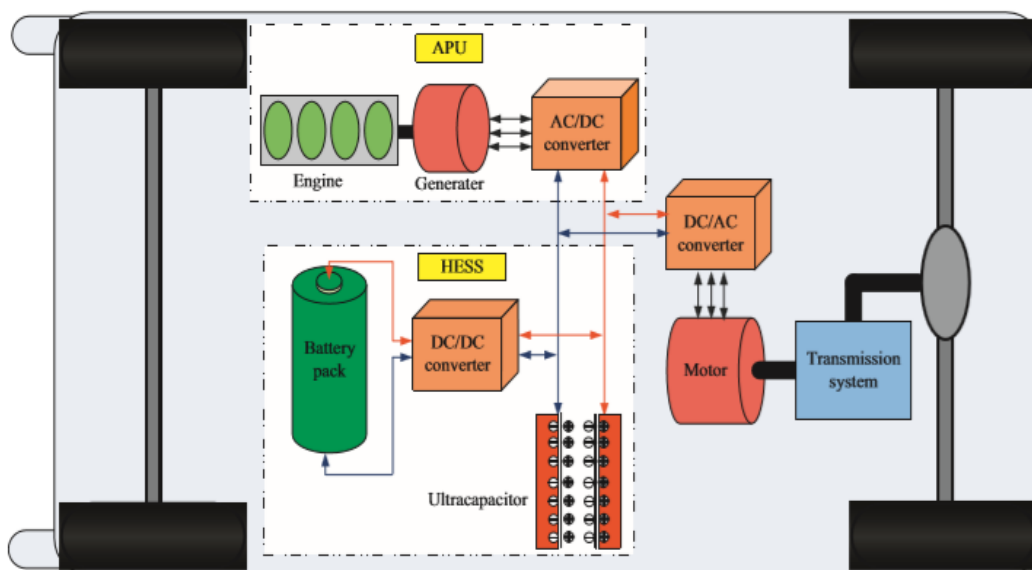 APU
AC/DC
converter
Engine
Generater
DC/AC
converter
HESS
Battery
pack
DC/DC
converter
Motor
Transmission
system
Ultracapacitor